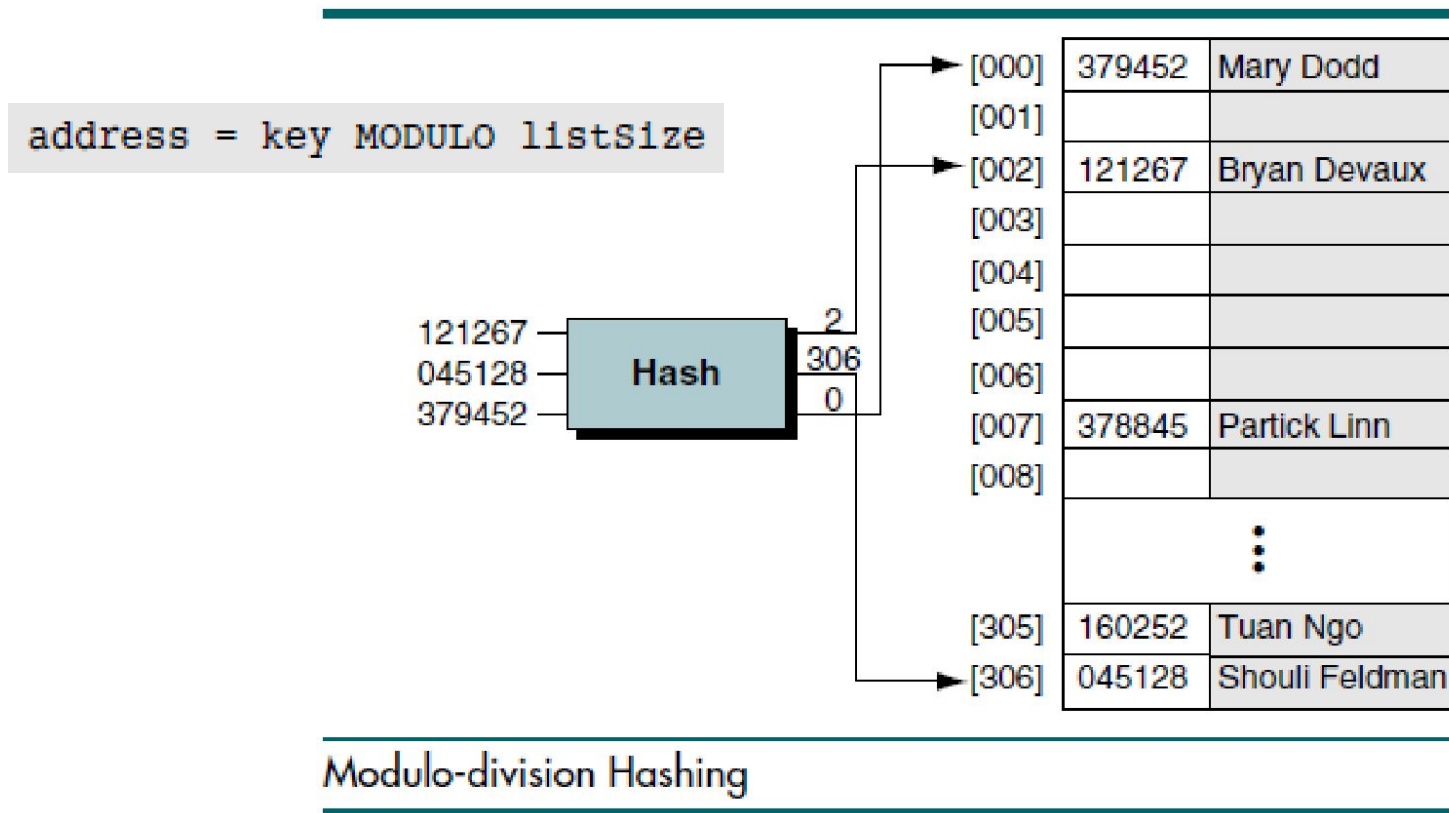 address = key MODULO listSize
[000] 379452 Mary Dodd
[001]
[002] 121267 Bryan Devaux
[003]
[004]
[005]
[006]
[007] 378845 Partick Linn
[008]
[305] 160252 Tuan Ngo
[306] 045128 Shouli Feldman
121267
045128
379452
Hash
2
306
0
Modulo-division Hashing